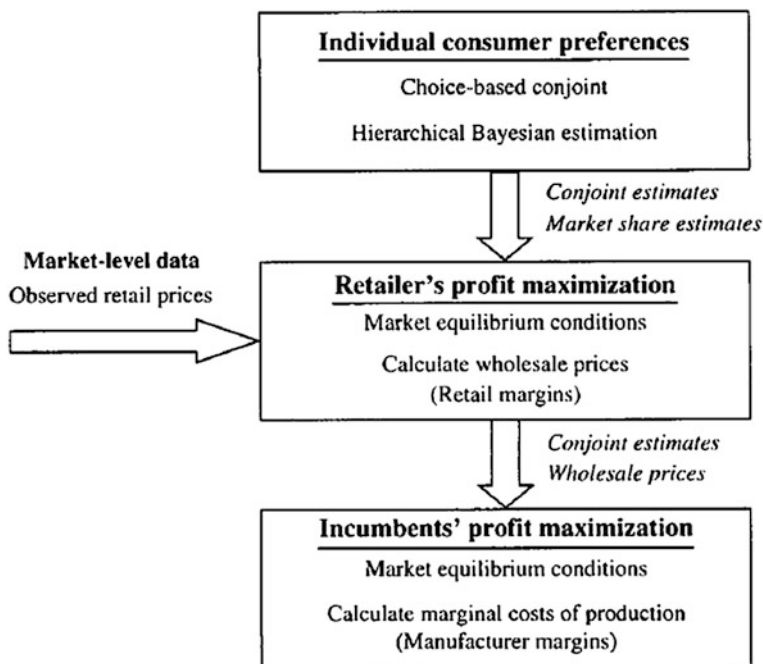 Individual consumer preferences
Choice-based conjoint
Hierarchical Bayesian estimation
Conjoint estimates
Market share estimates
Market-level data
Observed retail prices
Retailer's profit maximization
Market equilibrium conditions
Calculate wholesale prices
(Retail margins)
Conjoint estimates
Wholesale prices
Incumbents' profit maximization
Market equilibrium conditions
Calculate marginal costs of production
(Manufacturer margins)